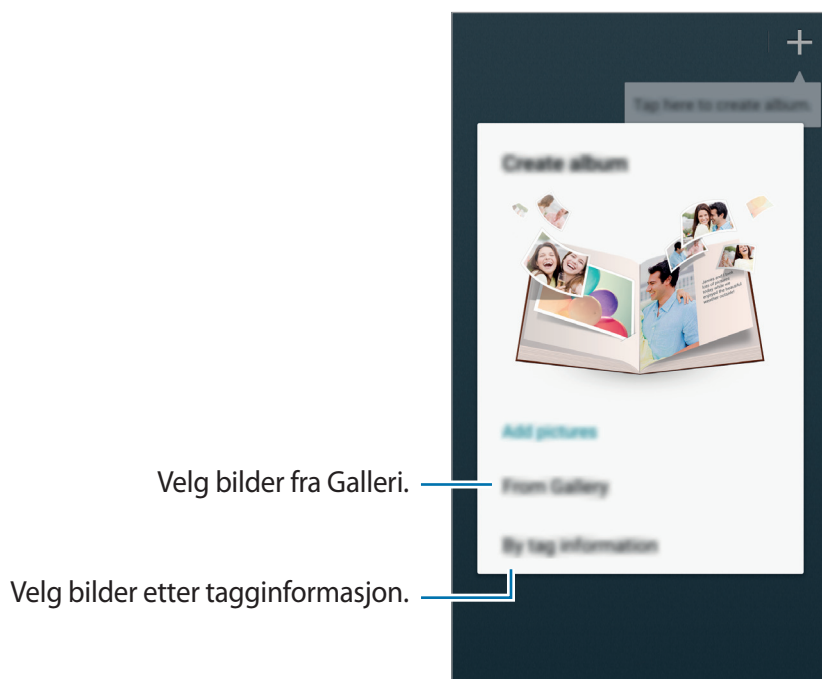 Tap here to create album.
Create album
Add pictures
Velg bilder fra Galleri.
From Gallery
By tag information
Velg bilder etter tagginformasjon.